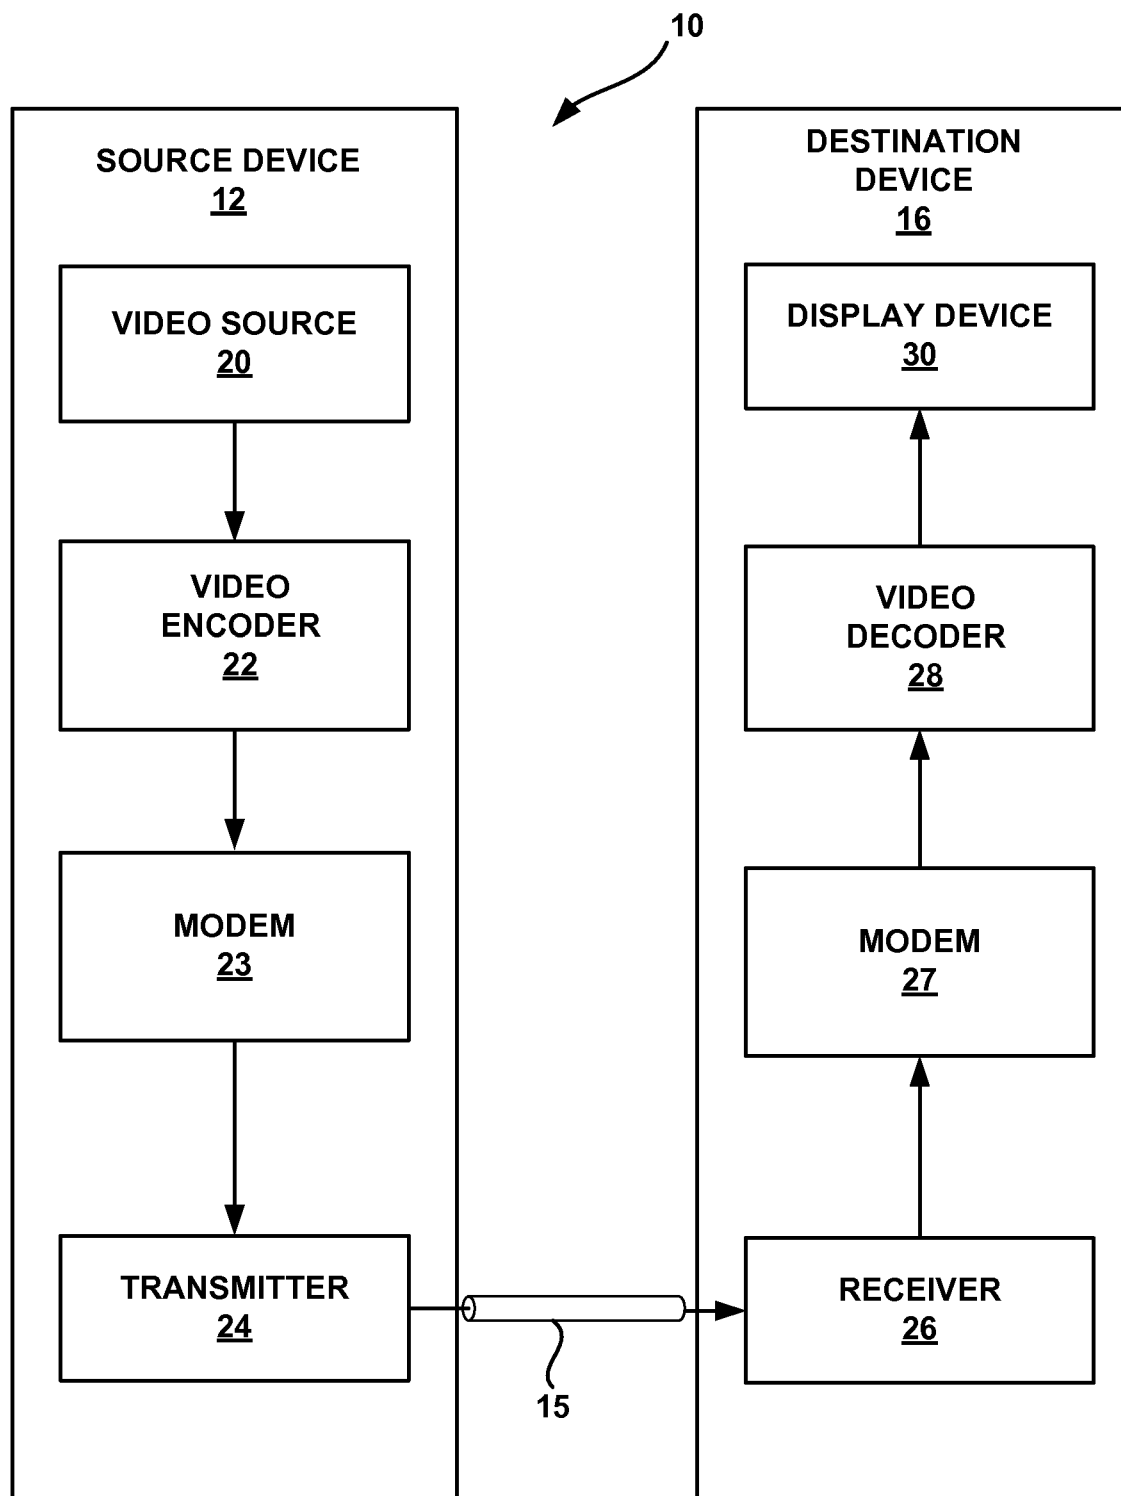 10
SOURCE DEVICE
12
VIDEO SOURCE
20
VIDEO
ENCODER
22
MODEM
23
TRANSMITTER
24
15
DESTINATION
DEVICE
16
DISPLAY DEVICE
30
VIDEO
DECODER
28
MODEM
27
RECEIVER
26